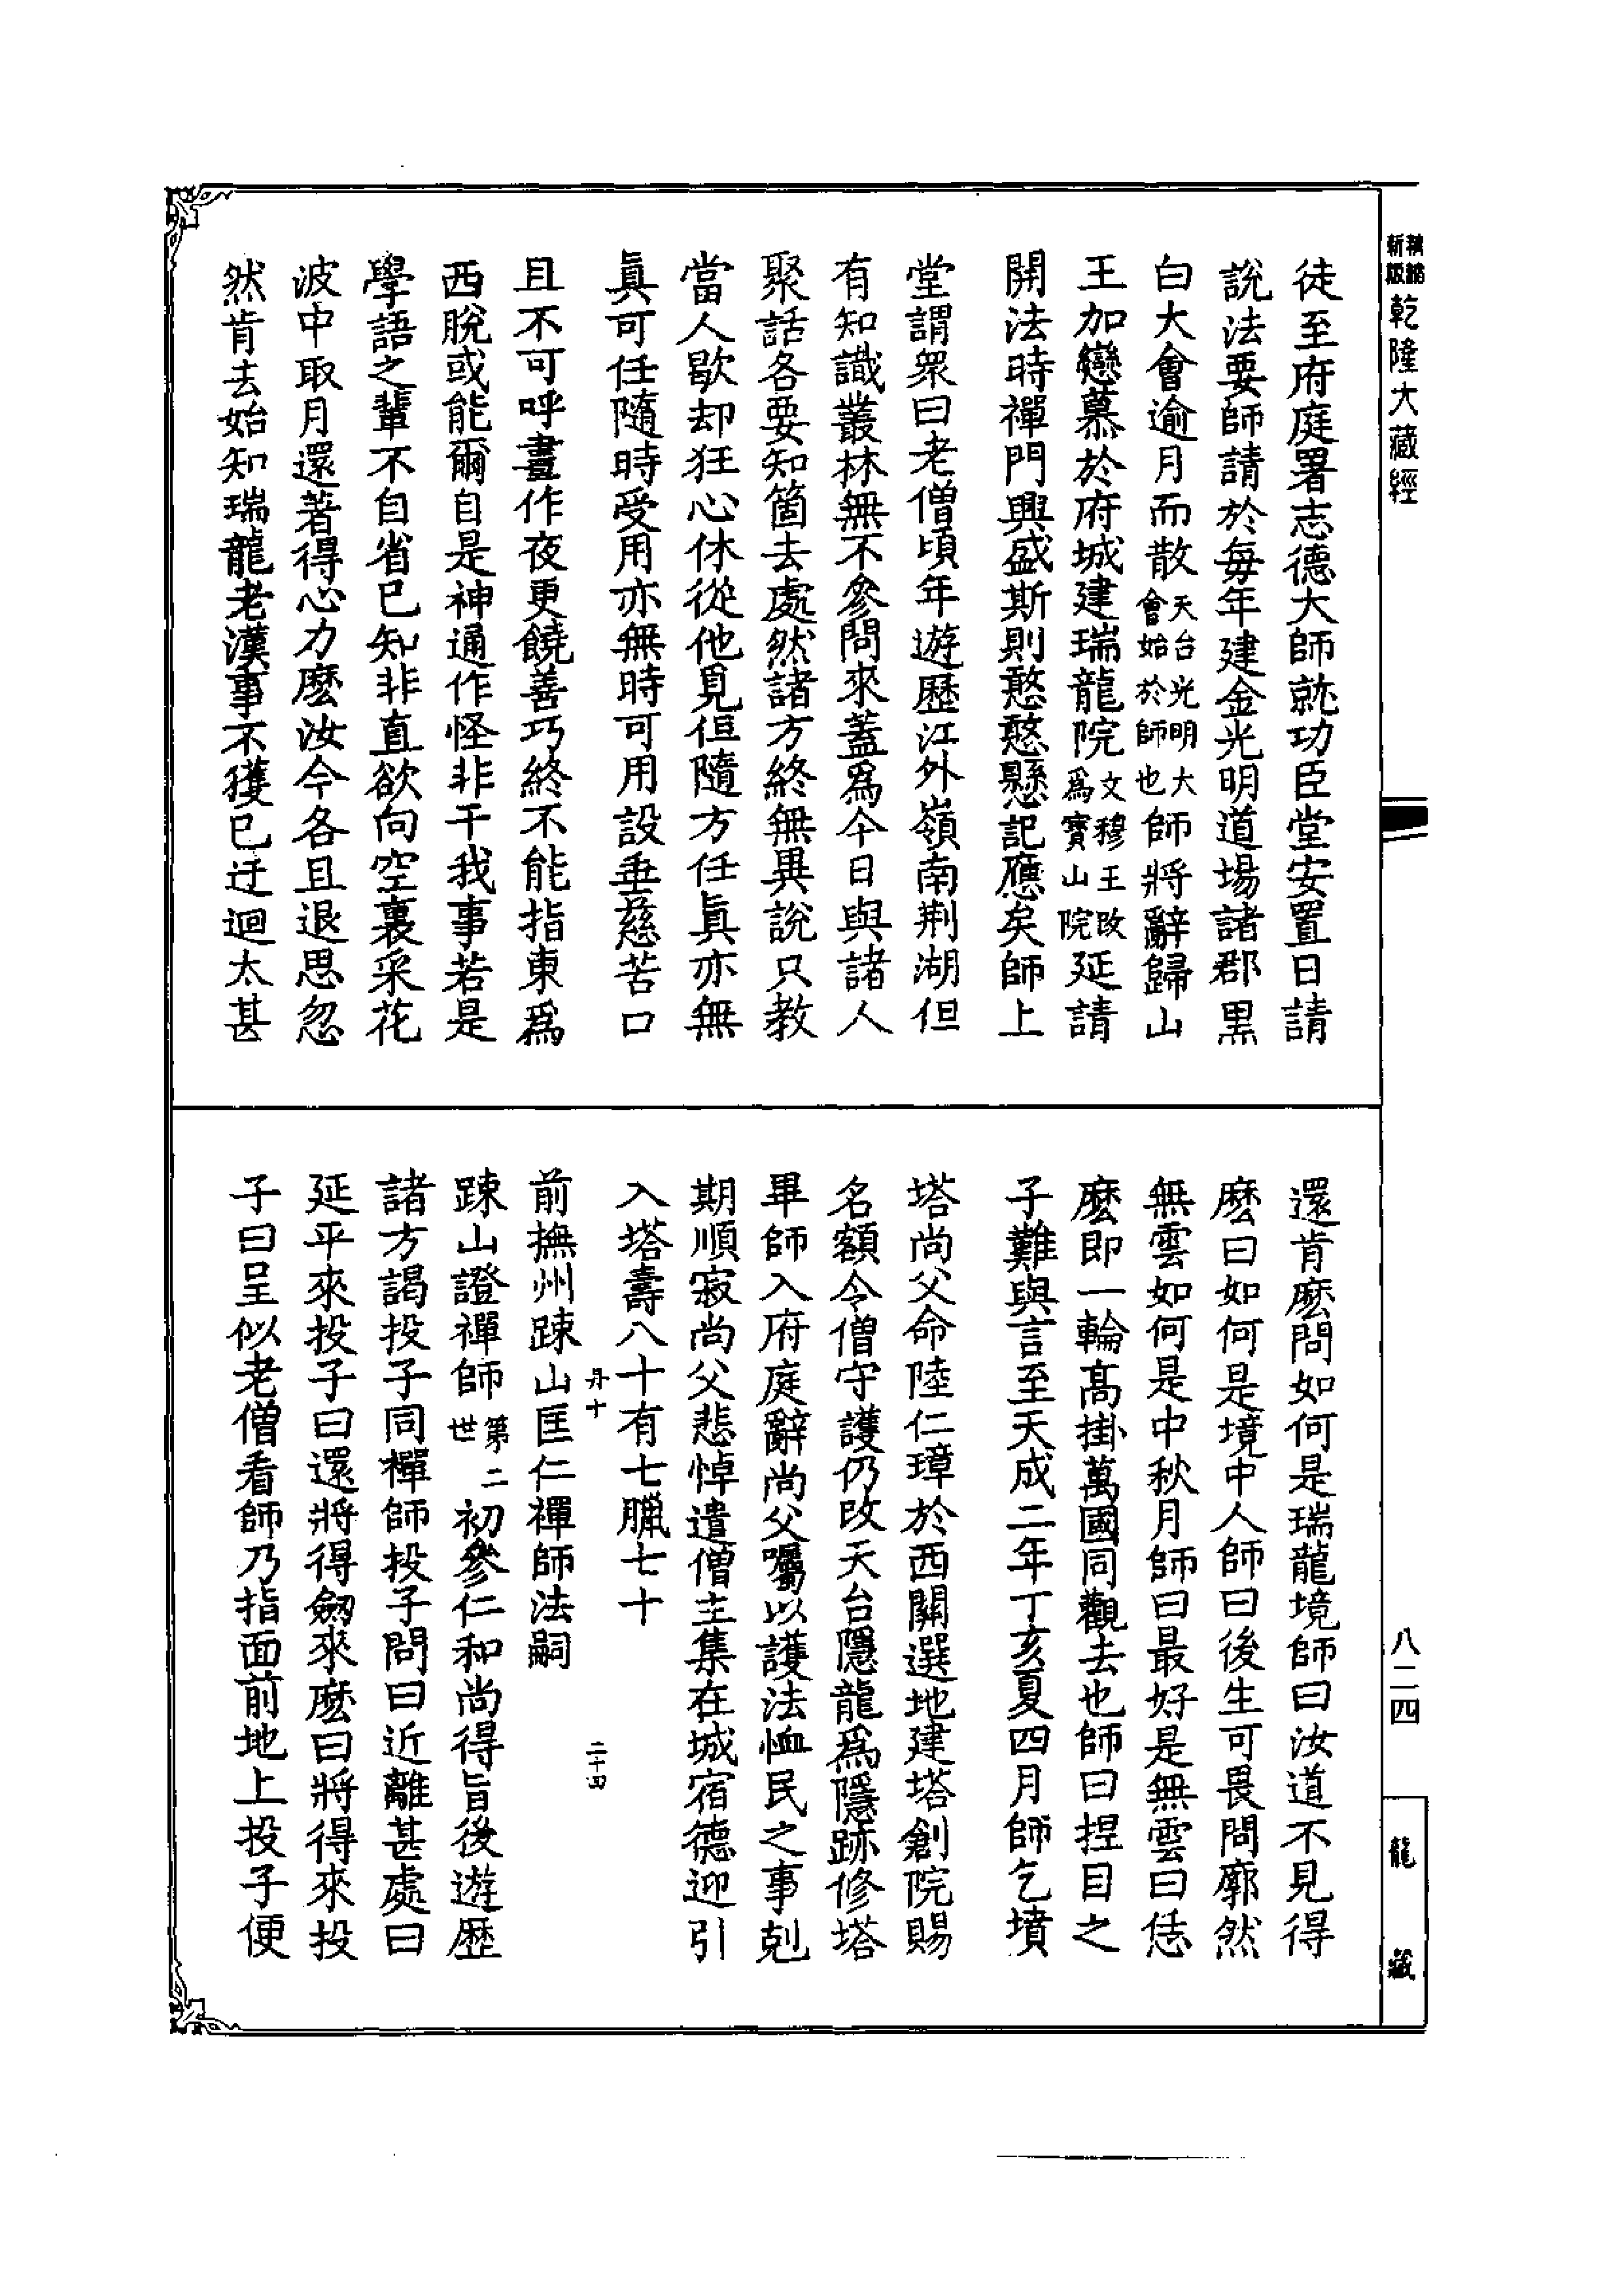 新編縮版乾隆大藏經
徒至府庭署志德大師就功臣堂安置日請
說法要師請於每年建金光明道場諸郡黑
白大會逾月而散天台光明大會始於師也師將辭歸山
王加戀慕於府城建瑞龍院文穆王改為寶山院延請
開法時禪門興盛斯則憨憨懸記應矣師上
堂謂眾曰老僧頃年遊歷江外嶺南荆湖但
有知識叢林無不參問來蓋為今日與諸人
聚話各要知箇去處然諸方終無異說只教
當人歇却狂心休從他覓但隨方任眞亦無
眞可任隨時受用亦無時可用設垂慈苦口
且不可呼晝作夜更饒善巧終不能指東為
西脫或能爾自是神通作怪非干我事若是
學語之輩不自省已知非直欲向空裏采花
波中取月還著得心力麼汝今各且退思忽
然肯去始知瑞龍老漢事不獲已迂迴太甚
還肯麼問如何是瑞龍境師曰汝道不見得
麼曰如何是境中人師曰後生可畏問廓然
無雲如何是中秋月師曰最好是無雲曰恁
麼即一輪高掛萬國同觀去也師曰捏目之
子難與言至天成二年丁亥夏四月師乞墳
塔尚父命陸仁璋於西關選地建塔創院賜
名額令僧守護仍改天台隱龍為隱跡修塔
畢師入府庭辭尚父囑以護法恤民之事剋
期順寂尚父悲悼遣僧主集在城宿德迎引
入塔壽八十有七臘七十
丹十
二十四
前撫州踈山匡仁禪師法嗣
踈山證禪師第二世初參仁和尚得旨後遊歷
諸方謁投子同禪師投子問曰近離甚處曰
延平來投子曰還將得劒來麼曰將得來投
子曰呈似老僧看師乃指面前地上投子便
八二四
龍藏